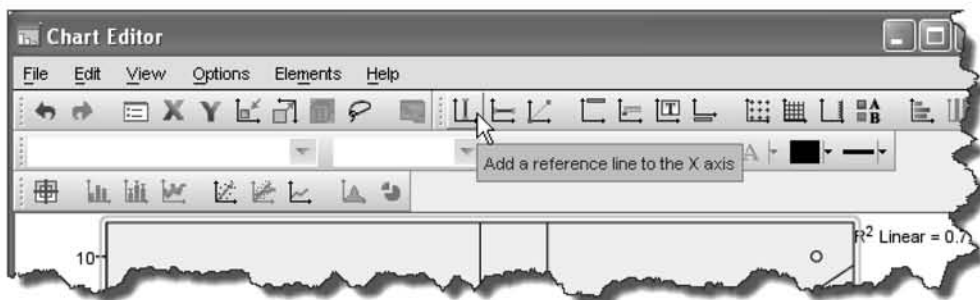 Chart Editor
File Edit View Options Elements Help
X Y T A B
A
Add a reference line to the X axis
R² Linear = 0.7
10